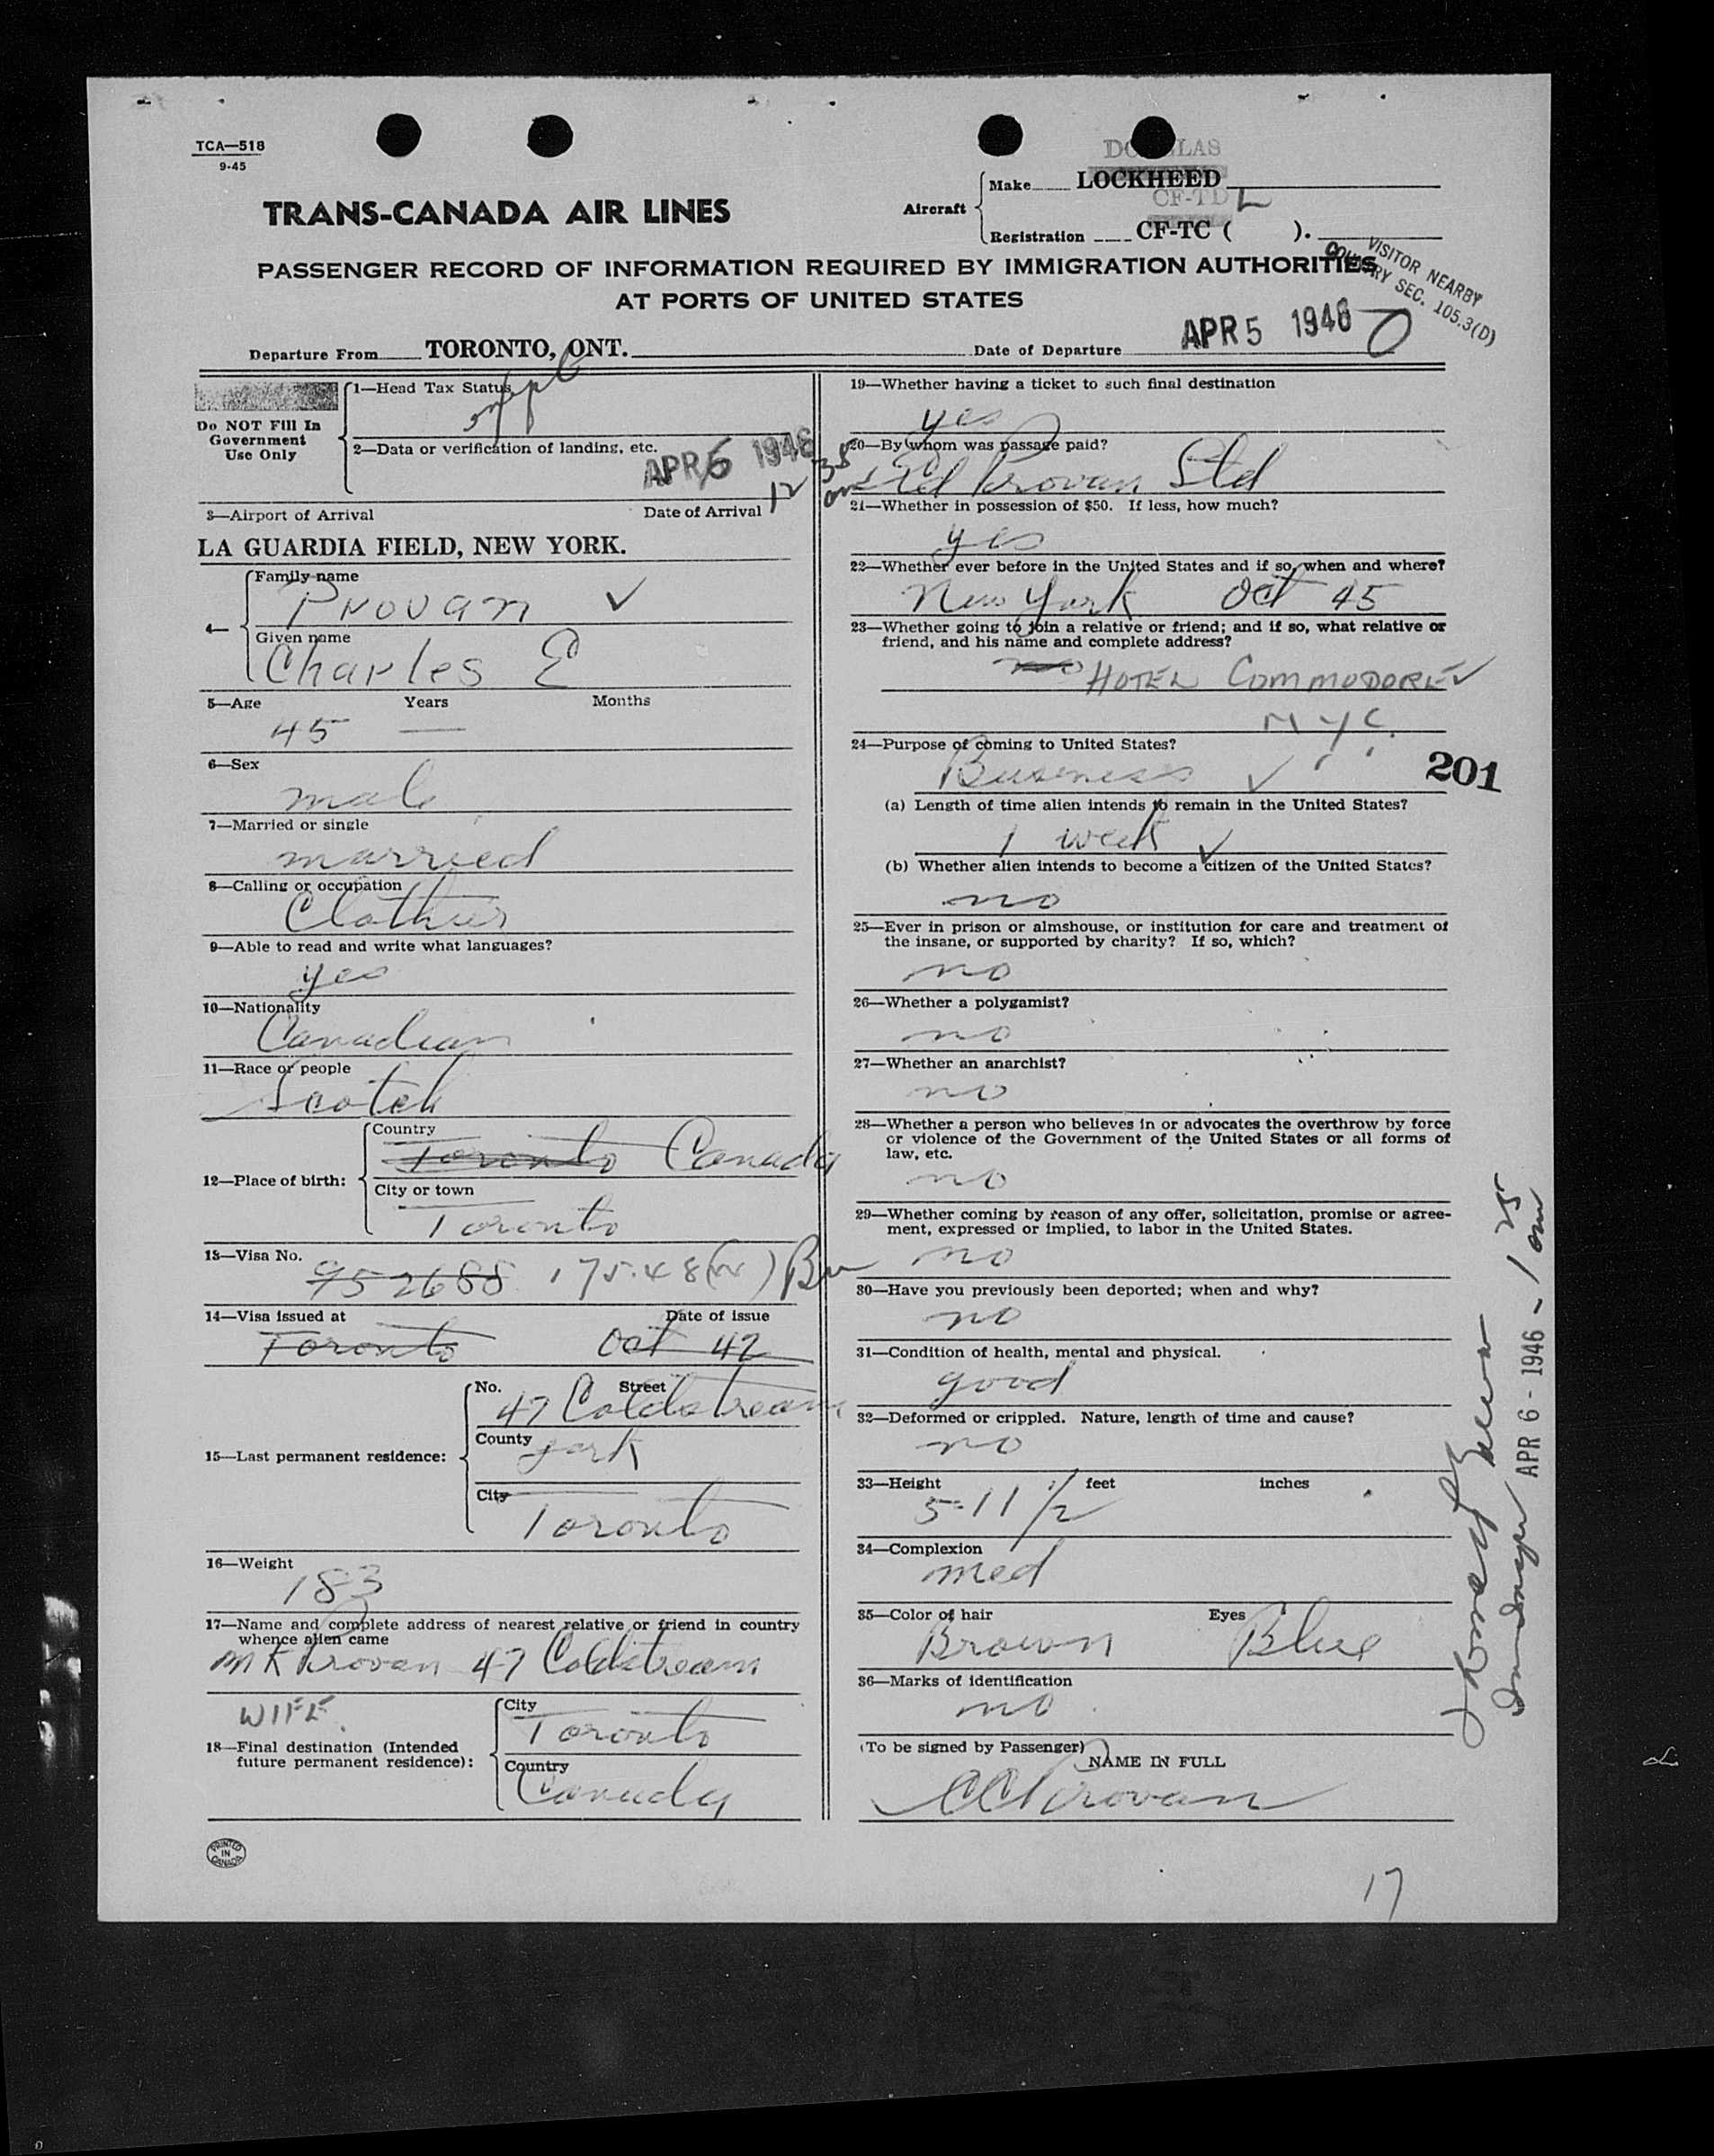 TCA—518
9-45
DOUGLAS
Aircraft
Make LOCKHEED
CF-TD L
Registration CF-TC ( ).
TRANS-CANADA AIR LINES
PASSENGER RECORD OF INFORMATION REQUIRED BY IMMIGRATION AUTHORITIES
AT PORTS OF UNITED STATES
VISITOR NEARBY
COUNTRY SEC. 105.3(D)
Departure From TORONTO, ONT. Date of Departure APR 5 1946
Do NOT Fill In
Government
Use Only
1—Head Tax Status
2—Data or verification of landing, etc.
APR 6 1946
12 35
am
3—Airport of Arrival Date of Arrival
LA GUARDIA FIELD, NEW YORK.
4—
Family name
Provan ✓
Given name
Charles E
5—Age Years Months
45 —
6—Sex
male
7—Married or single
married
8—Calling or occupation
Clothier
9—Able to read and write what languages?
yes
10—Nationality
Canadian
11—Race or people
Scotch
12—Place of birth:
Country
Toronto Canada
City or town
Toronto
13—Visa No.
952688 175.48
14—Visa issued at Date of issue
Toronto Oct 42
15—Last permanent residence:
No. Street
47 Coldstream
County
york
City
Toronto
16—Weight
183
17—Name and complete address of nearest relative or friend in country
whence alien came
M K Provan 47 Coldstream
WIFE.
18—Final destination (Intended
future permanent residence):
City
Toronto
Country
Canada
PRINTED
IN
CANADA
19—Whether having a ticket to such final destination
yes
20—By whom was passage paid?
Ed Provan Ltd
21—Whether in possession of $50. If less, how much?
yes
22—Whether ever before in the United States and if so, when and where?
New York Oct 45
23—Whether going to join a relative or friend; and if so, what relative or
friend, and his name and complete address?
no HOTEL COMMODORE ✓
N Y C.
24—Purpose of coming to United States?
Business ✓
201
(a) Length of time alien intends to remain in the United States?
1 week ✓
(b) Whether alien intends to become a citizen of the United States?
no
25—Ever in prison or almshouse, or institution for care and treatment of
the insane, or supported by charity? If so, which?
no
26—Whether a polygamist?
no
27—Whether an anarchist?
no
28—Whether a person who believes in or advocates the overthrow by force
or violence of the Government of the United States or all forms of
law, etc.
no
29—Whether coming by reason of any offer, solicitation, promise or agree-
ment, expressed or implied, to labor in the United States.
no
30—Have you previously been deported; when and why?
no
31—Condition of health, mental and physical.
good
32—Deformed or crippled. Nature, length of time and cause?
no
33—Height feet inches
5-11 1/2
34—Complexion
med
35—Color of hair Eyes
Brown Blue
36—Marks of identification
no
(To be signed by Passenger)
NAME IN FULL
C E Provan
APR 6 - 1946 - 1 25
am
17